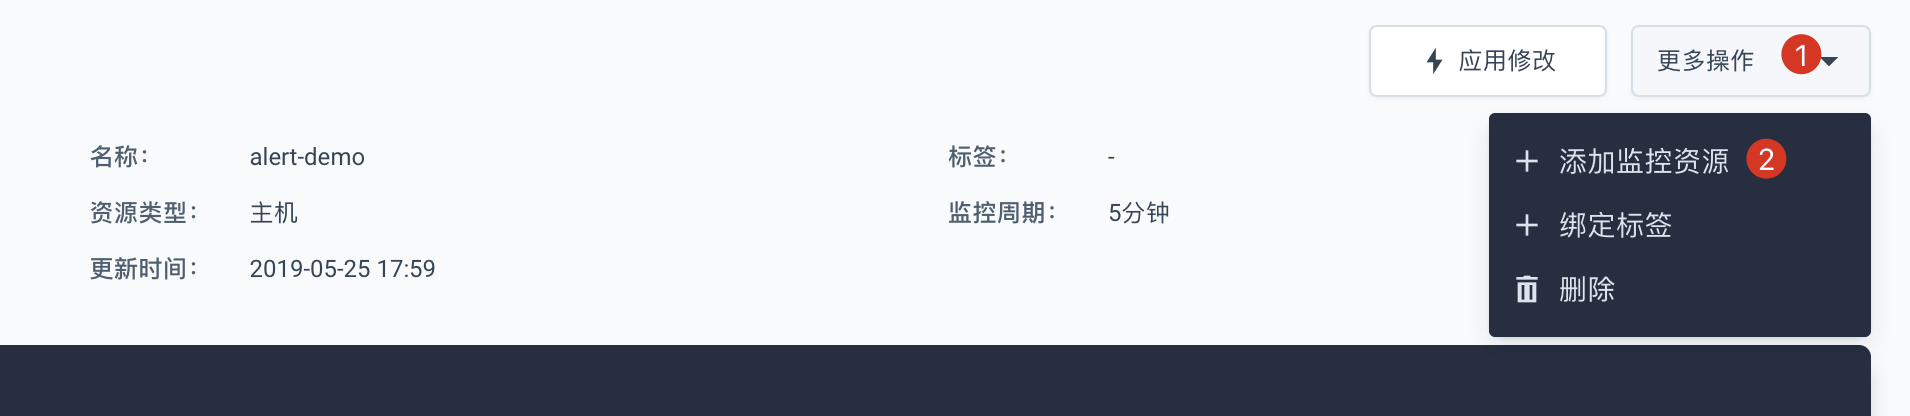 应用修改
更多操作 1
名称： alert-demo
标签： -
添加监控资源 2
资源类型： 主机
监控周期： 5分钟
绑定标签
更新时间： 2019-05-25 17:59
删除